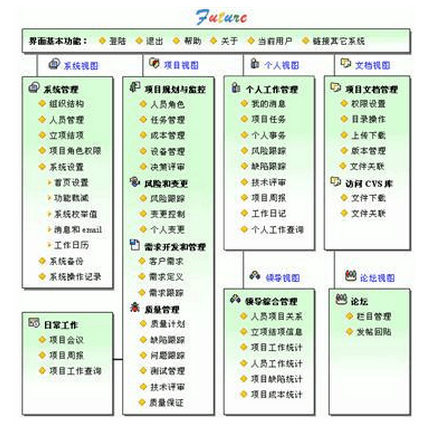 Future
界面基本功能： 登陆 退出 帮助 关于 当前用户 链接其它系统
系统视图
系统管理
组织结构
人员管理
立项结项
项目角色权限
系统设置
首页设置
功能裁减
系统枚举值
消息和 email
工作日历
系统备份
系统操作记录
日常工作
项目会议
项目周报
项目工作查询
项目视图
项目规划与监控
人员角色
任务管理
成本管理
设备管理
决策评审
风险和变更
风险跟踪
变更控制
个人变更
需求开发和管理
客户需求
需求定义
需求跟踪
质量管理
质量计划
缺陷跟踪
问题跟踪
测试管理
技术评审
质量保证
个人视图
个人工作管理
我的消息
项目任务
个人事务
风险跟踪
缺陷跟踪
技术评审
项目周报
工作日记
个人工作查询
领导视图
领导综合管理
人员项目关系
立项结项信息
项目工作统计
人员工作统计
项目缺陷统计
项目成本统计
文档视图
项目文档管理
权限设置
目录操作
上传下载
版本管理
文件关联
访问 CVS 库
文件下载
文件关联
论坛视图
论坛
栏目管理
发帖回贴